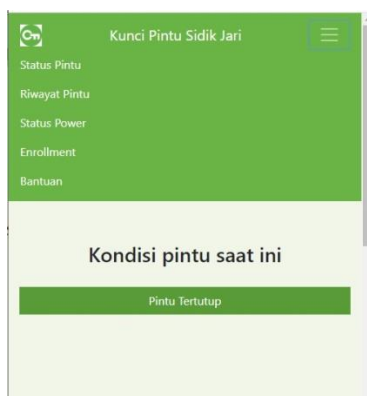 Kunci Pintu Sidik Jari
Status Pintu
Riwayat Pintu
Status Power
Enrollment
Bantuan
Kondisi pintu saat ini
Pintu Tertutup